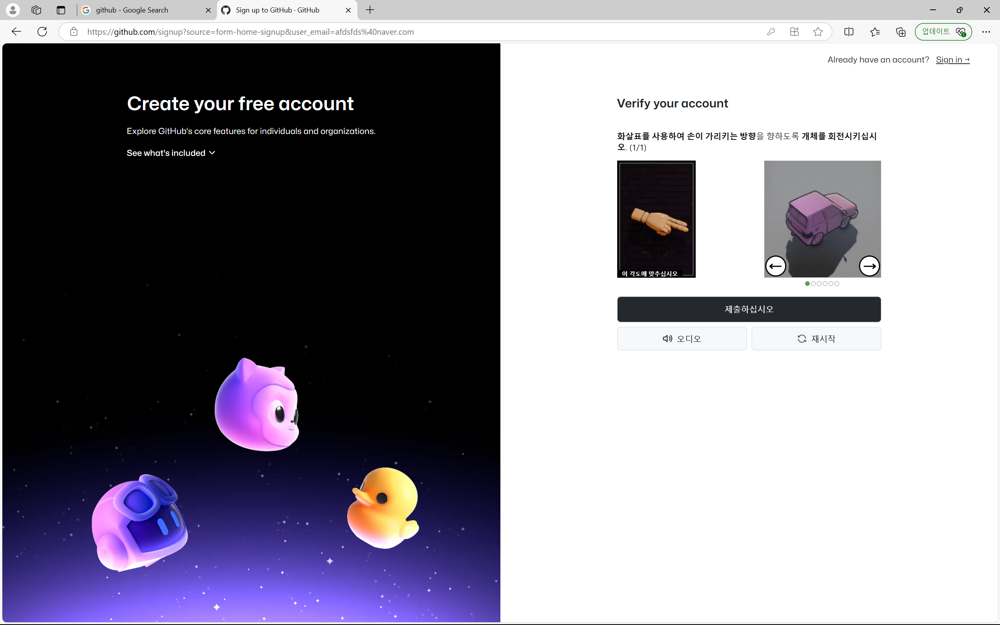 github - Google Search
Sign up to GitHub · GitHub
https://github.com/signup?source=form-home-signup&user_email=afdsfds%40naver.com
업데이트
Already have an account? Sign in →
Create your free account
Explore GitHub's core features for individuals and organizations.
See what's included
Verify your account
화살표를 사용하여 손이 가리키는 방향을 향하도록 개체를 회전시키십시
오. (1/1)
이 각도에 맞추십시오
제출하십시오
오디오
재시작